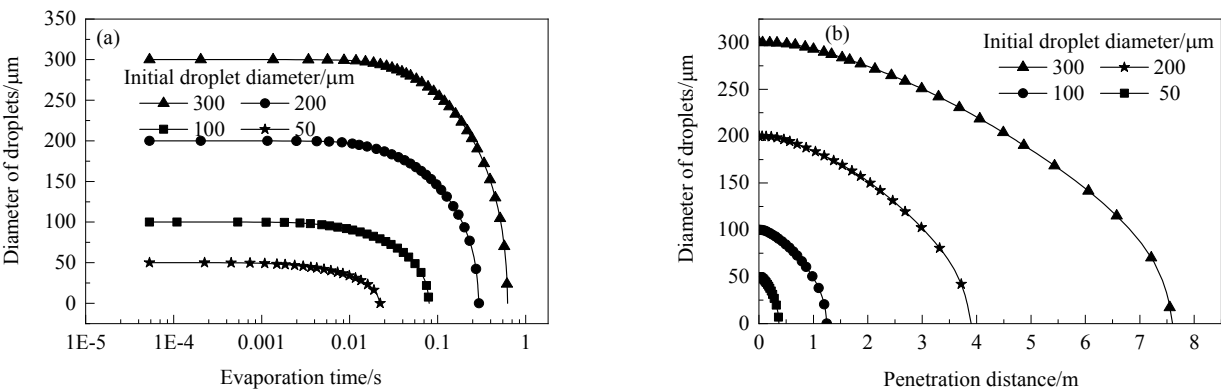 (a)
Initial droplet diameter/μm
300 200
100 50
350
300
250
200
150
100
50
0
1E-5 1E-4 0.001 0.01 0.1 1
Evaporation time/s
Diameter of droplets/μm
(b)
Initial droplet diameter/μm
300 200
100 50
300
250
200
150
100
50
0
0 1 2 3 4 5 6 7 8
Penetration distance/m
Diameter of droplets/μm